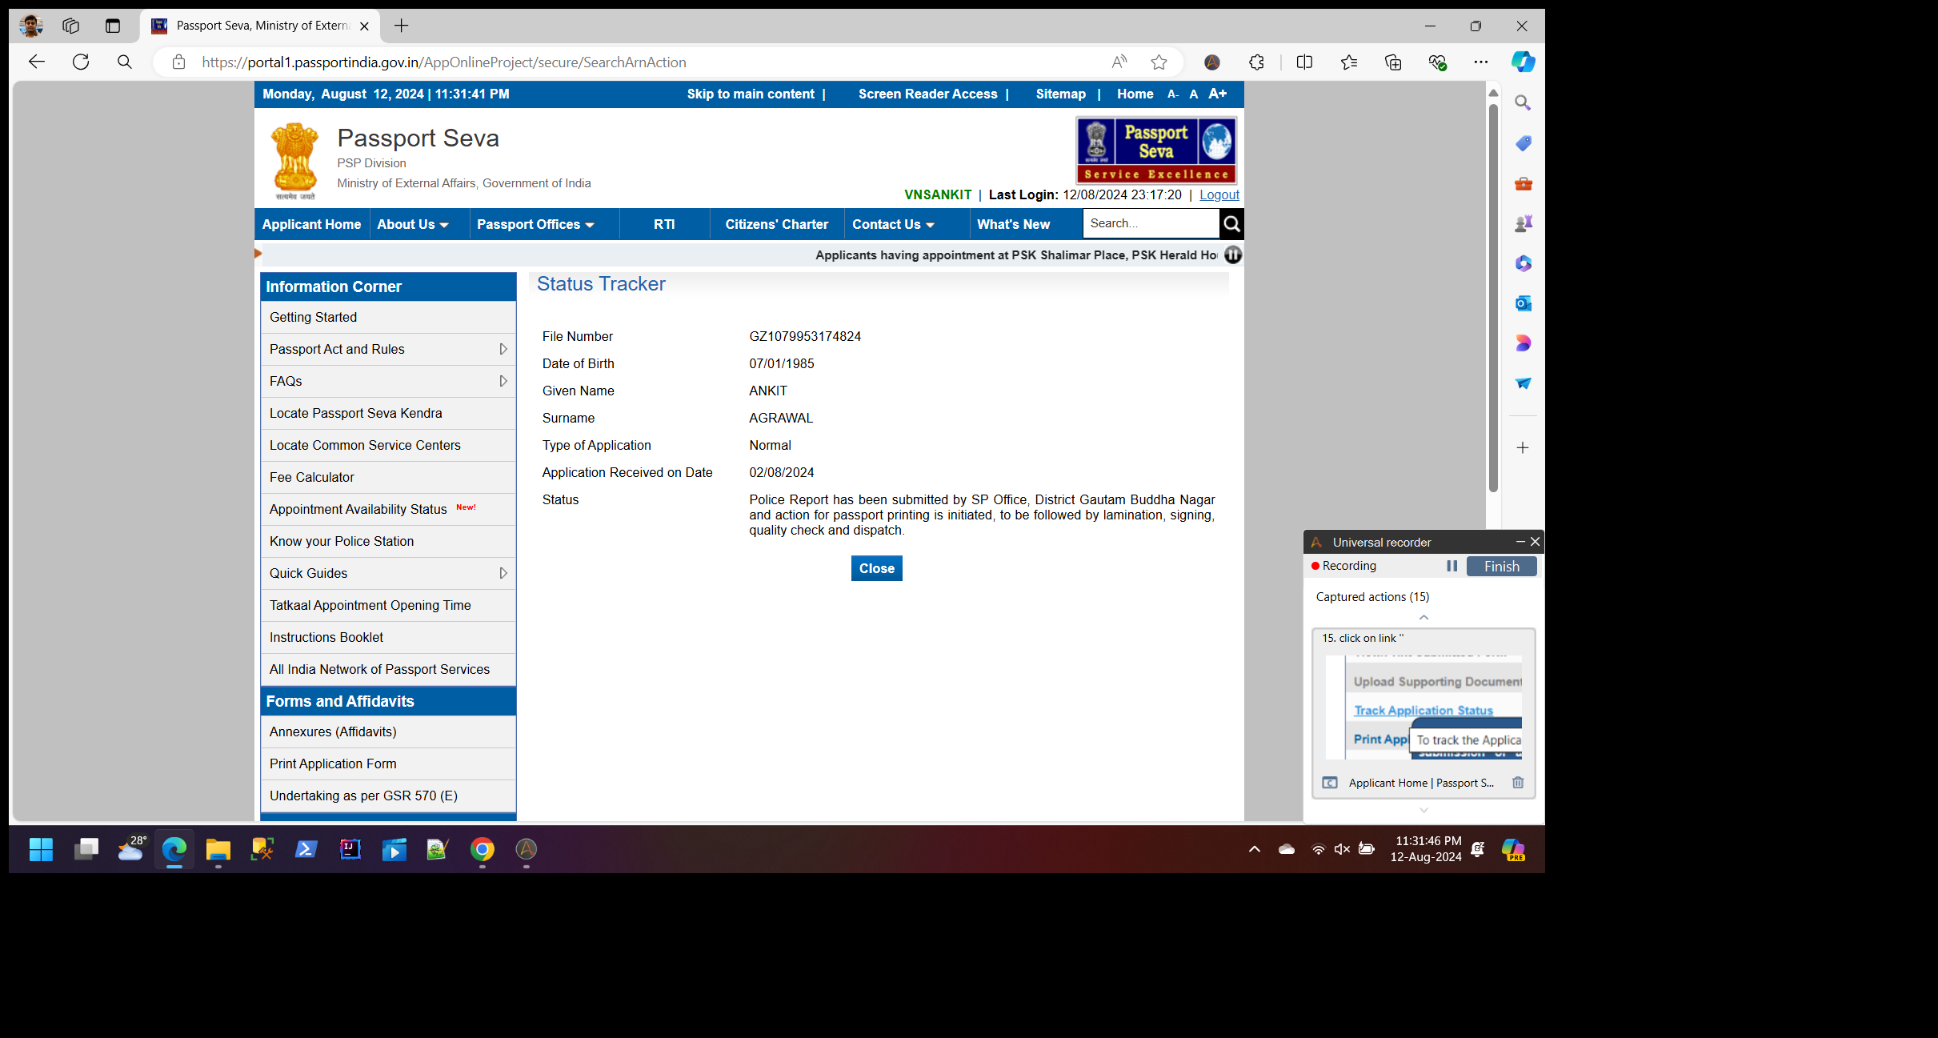 Passport Seva, Ministry of Extern
https://portal1.passportindia.gov.in/AppOnlineProject/secure/SearchArnAction
Monday, August 12, 2024 | 11:31:41 PM
Skip to main content | Screen Reader Access | Sitemap | Home A- A A+
Passport Seva
PSP Division
Ministry of External Affairs, Government of India
सत्यमेव जयते
Passport
Seva
Service Excellence
VNSANKIT | Last Login: 12/08/2024 23:17:20 | Logout
Applicant Home About Us Passport Offices RTI Citizens' Charter Contact Us What's New Search...
Applicants having appointment at PSK Shalimar Place, PSK Herald Ho
Information Corner
Getting Started
Passport Act and Rules
FAQs
Locate Passport Seva Kendra
Locate Common Service Centers
Fee Calculator
Appointment Availability Status New!
Know your Police Station
Quick Guides
Tatkaal Appointment Opening Time
Instructions Booklet
All India Network of Passport Services
Forms and Affidavits
Annexures (Affidavits)
Print Application Form
Undertaking as per GSR 570 (E)
Status Tracker
File Number GZ1079953174824
Date of Birth 07/01/1985
Given Name ANKIT
Surname AGRAWAL
Type of Application Normal
Application Received on Date 02/08/2024
Status Police Report has been submitted by SP Office, District Gautam Buddha Nagar
and action for passport printing is initiated, to be followed by lamination, signing,
quality check and dispatch.
Close
Universal recorder
Recording Finish
Captured actions (15)
15. click on link ''
Upload Supporting Document
Track Application Status
Print Appl To track the Applica
Applicant Home | Passport S...
28°
11:31:46 PM
12-Aug-2024
PRE